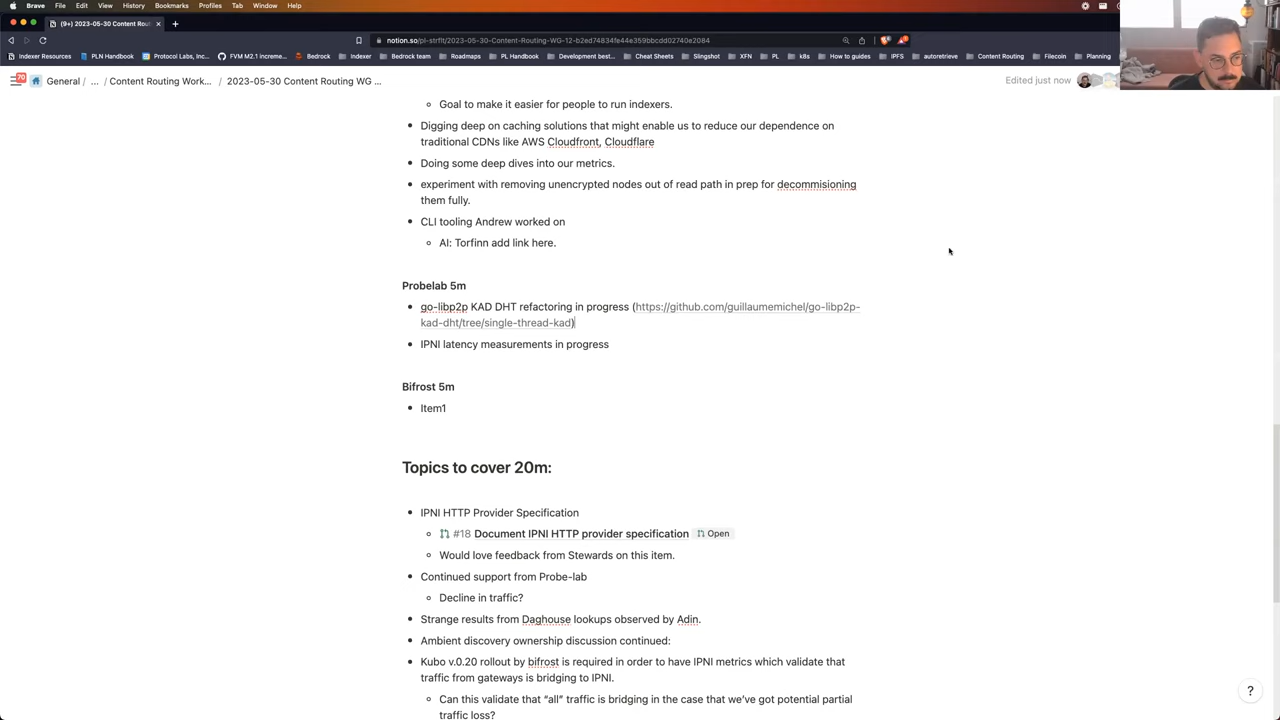 Brave File Edit View History Bookmarks Profiles Tab Window Help
(9+) 2023-05-30 Content Rout
notion.so/pl-strflt/2023-05-30-Content-Routing-WG-12-b2ed74834fe44e359bbcdd02740e2084
Indexer Resources PLN Handbook Protocol Labs, Inc... FVM M2.1 Increme... Bedrock Indexer Bedrock team Roadmaps PL Handbook Development best... Cheat Sheets Slingshot XFN PL k8s How to guides IPFS autoretrieve Content Routing Filecoin Planning
70 General / ... / Content Routing Work... / 2023-05-30 Content Routing WG ... Edited just now
Goal to make it easier for people to run indexers.
Digging deep on caching solutions that might enable us to reduce our dependence on
traditional CDNs like AWS Cloudfront, Cloudflare
Doing some deep dives into our metrics.
experiment with removing unencrypted nodes out of read path in prep for decommisioning
them fully.
CLI tooling Andrew worked on
AI: Torfinn add link here.
Probelab 5m
go-libp2p KAD DHT refactoring in progress (https://github.com/guillaumemichel/go-libp2p-
kad-dht/tree/single-thread-kad)
IPNI latency measurements in progress
Bifrost 5m
Item1
Topics to cover 20m:
IPNI HTTP Provider Specification
#18 Document IPNI HTTP provider specification Open
Would love feedback from Stewards on this item.
Continued support from Probe-lab
Decline in traffic?
Strange results from Daghouse lookups observed by Adin.
Ambient discovery ownership discussion continued:
Kubo v.0.20 rollout by bifrost is required in order to have IPNI metrics which validate that
traffic from gateways is bridging to IPNI.
Can this validate that “all” traffic is bridging in the case that we’ve got potential partial
traffic loss?
?